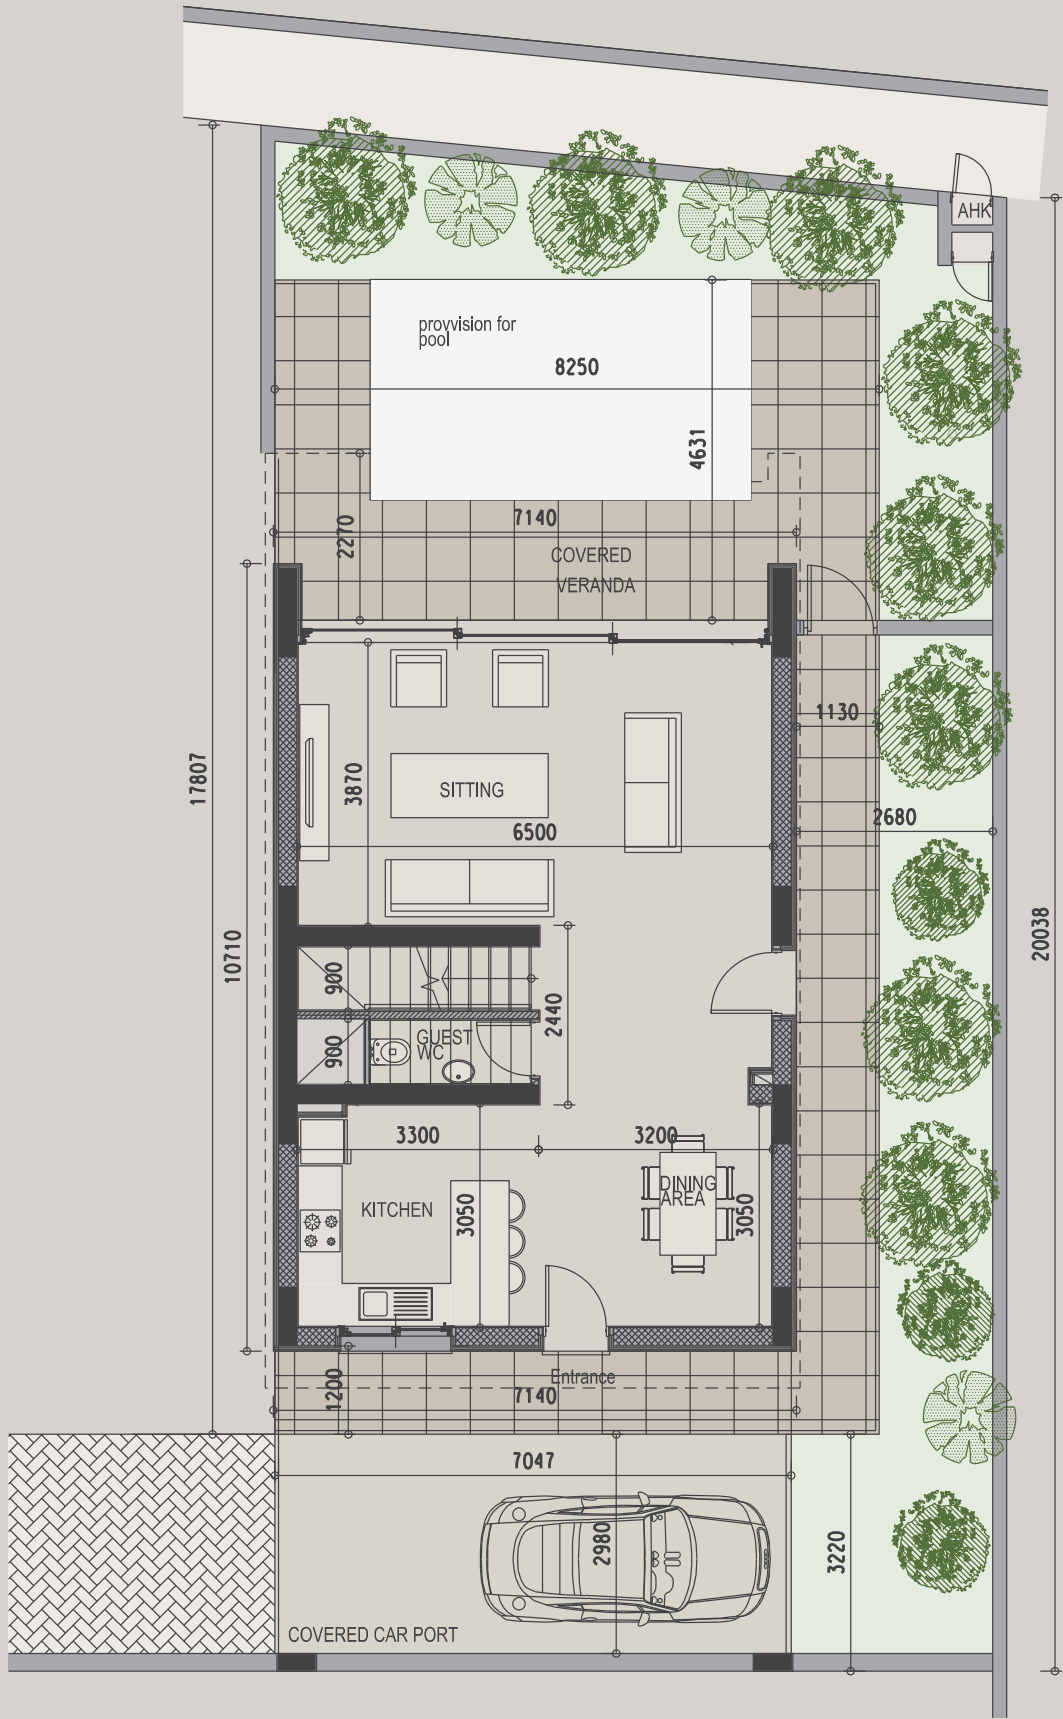 AHK
provvision for
pool
8250
4631
2270
7140
COVERED
VERANDA
1130
17807
3870
SITTING
6500
2680
10710
20038
900
2440
900
GUEST
WC
3300
3200
KITCHEN
3050
DINING
AREA
3050
Entrance
1200
7140
7047
2980
3220
COVERED CAR PORT